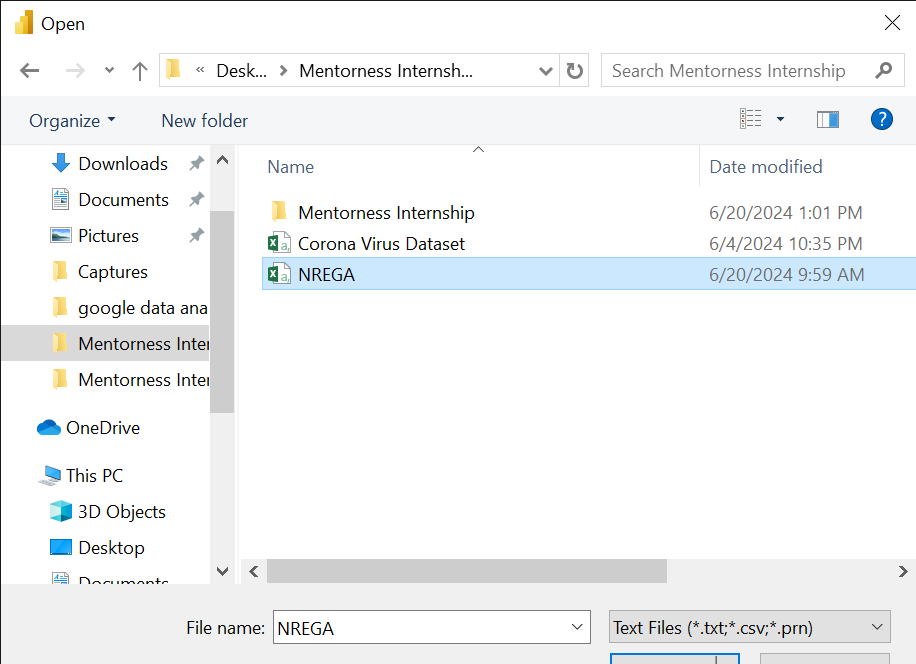 Open
« Desk... > Mentorness Internsh...
Search Mentorness Internship
Organize
New folder
?
Downloads
Documents
Pictures
Captures
google data ana
Mentorness Inter
Mentorness Inter
OneDrive
This PC
3D Objects
Desktop
Documents
Name
Date modified
Mentorness Internship 6/20/2024 1:01 PM
Corona Virus Dataset 6/4/2024 10:35 PM
NREGA 6/20/2024 9:59 AM
File name: NREGA
Text Files (*.txt;*.csv;*.prn)